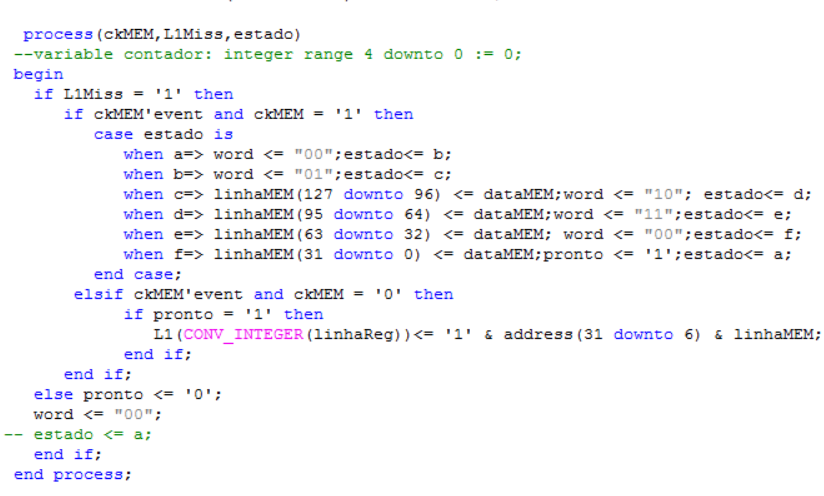 process(ckMEM,L1Miss,estado)
--variable contador: integer range 4 downto 0 := 0;
begin
if L1Miss = '1' then
if ckMEM'event and ckMEM = '1' then
case estado is
when a=> word <= "00";estado<= b;
when b=> word <= "01";estado<= c;
when c=> linhaMEM(127 downto 96) <= dataMEM;word <= "10"; estado<= d;
when d=> linhaMEM(95 downto 64) <= dataMEM;word <= "11";estado<= e;
when e=> linhaMEM(63 downto 32) <= dataMEM; word <= "00";estado<= f;
when f=> linhaMEM(31 downto 0) <= dataMEM;pronto <= '1';estado<= a;
end case;
elsif ckMEM'event and ckMEM = '0' then
if pronto = '1' then
L1(CONV_INTEGER(linhaReg))<= '1' & address(31 downto 6) & linhaMEM;
end if;
end if;
else pronto <= '0';
word <= "00";
-- estado <= a;
end if;
end process;